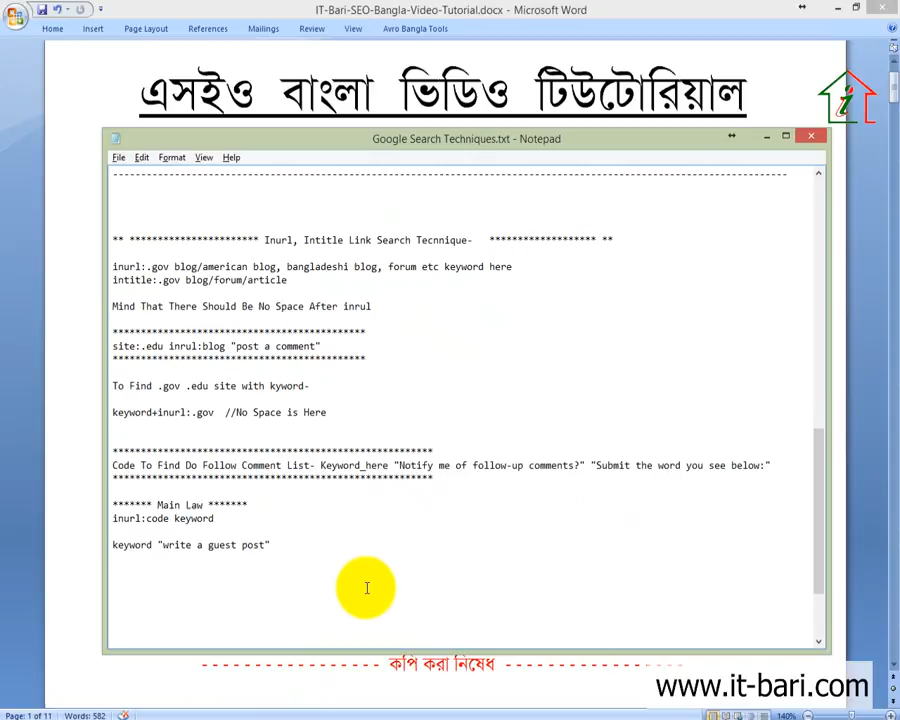 IT-Bari-SEO-Bangla-Video-Tutorial.docx - Microsoft Word
Home Insert Page Layout References Mailings Review View Avro Bangla Tools
এসইও বাংলা ভিডিও টিউটোরিয়াল
i
Google Search Techniques.txt - Notepad
File Edit Format View Help
--------------------------------------------------------------------------------------------------------------------------
** *********************** Inurl, Intitle Link Search Tecnnique- ******************* **
inurl:.gov blog/american blog, bangladeshi blog, forum etc keyword here
intitle:.gov blog/forum/article
Mind That There Should Be No Space After inrul
*********************************************
site:.edu inrul:blog "post a comment"
*********************************************
To Find .gov .edu site with kyword-
keyword+inurl:.gov //No Space is Here
*********************************************************
Code To Find Do Follow Comment List- Keyword_here "Notify me of follow-up comments?" "Submit the word you see below:"
*********************************************************
******* Main Law *******
inurl:code keyword
keyword "write a guest post"
- - - - - - - - - - - - - - - - - - কপি করা নিষেধ - - - - - - - - - - - - - - - - - -
www.it-bari.com
Page: 1 of 11 Words: 582 140%